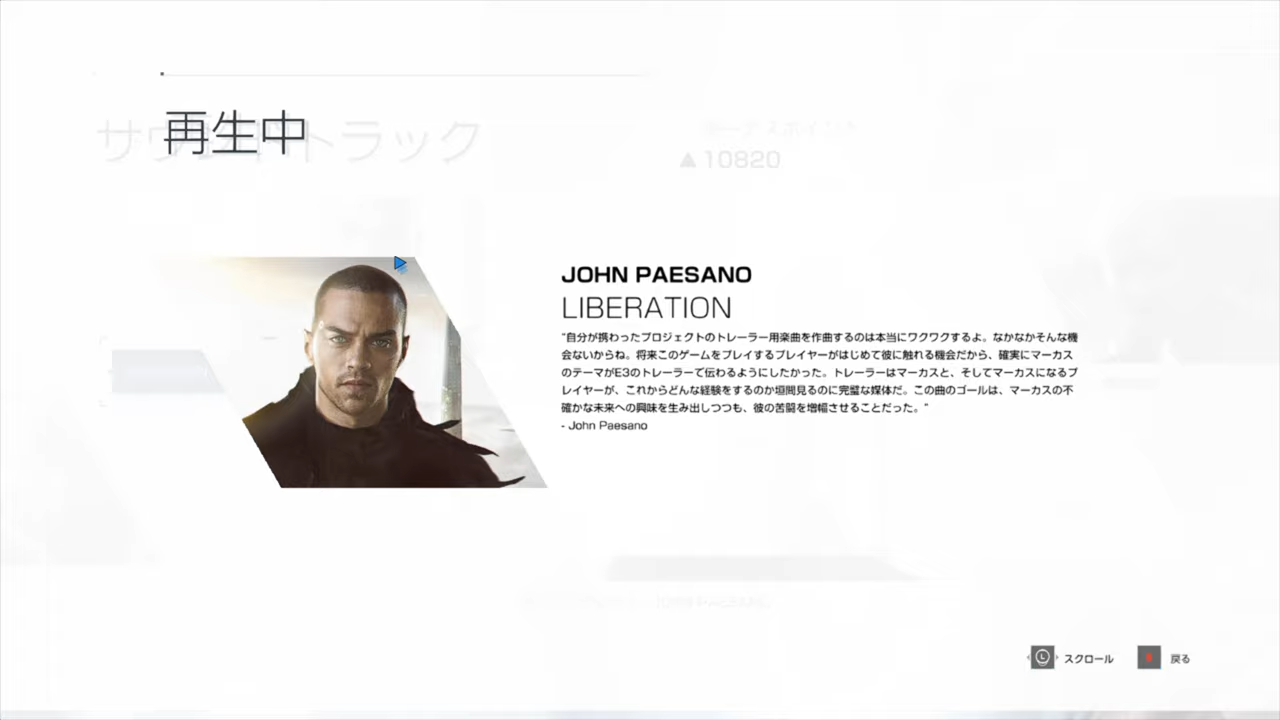 再生中
サウンドトラック
▲10820
JOHN PAESANO
LIBERATION
“自分が携わったプロジェクトのトレーラー用楽曲を作曲するのは本当にワクワクするよ。なかなかそんな機
会ないからね。将来このゲームをプレイするプレイヤーがはじめて彼に触れる機会だから、確実にマーカス
のテーマがE3のトレーラーで伝わるようにしたかった。トレーラーはマーカスと、そしてマーカスになるプ
レイヤーが、これからどんな経験をするのか垣間見るのに完璧な媒体だ。この曲のゴールは、マーカスの不
確かな未来への興味を生み出しつつも、彼の苦闘を増幅させることだった。”
- John Paesano
L スクロール
戻る